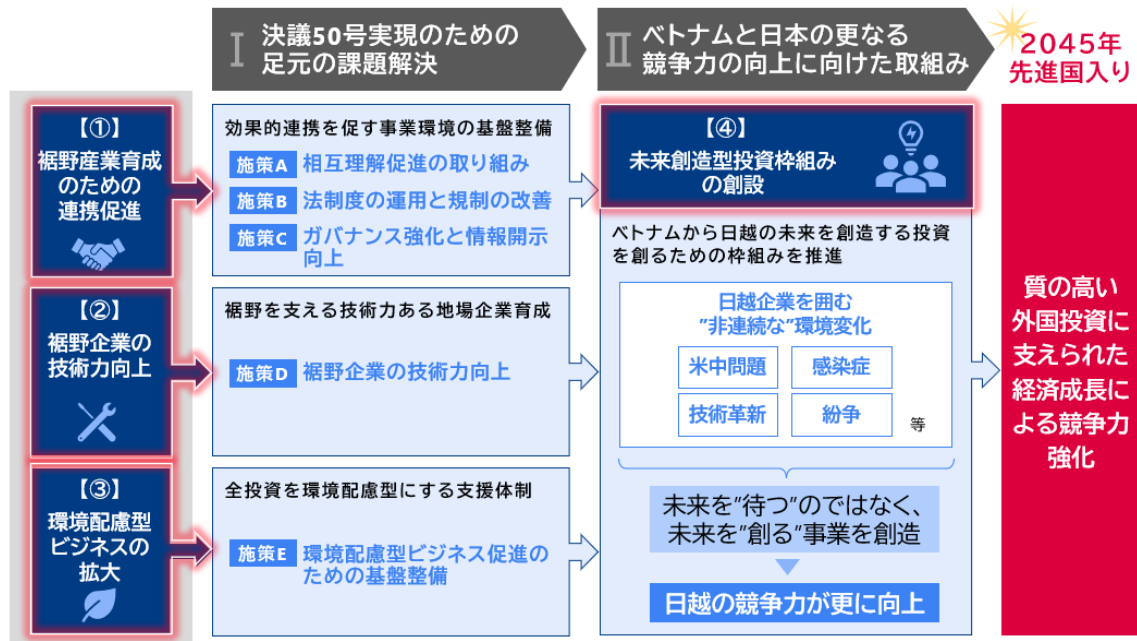 Ⅰ
決議50号実現のための
足元の課題解決
Ⅱ
ベトナムと日本の更なる
競争力の向上に向けた取組み
2045年
先進国入り
【①】
裾野産業育成
のための
連携促進
効果的連携を促す事業環境の基盤整備
施策A 相互理解促進の取り組み
施策B 法制度の運用と規制の改善
施策C ガバナンス強化と情報開示
向上
【②】
裾野企業の
技術力向上
裾野を支える技術力ある地場企業育成
施策D 裾野企業の技術力向上
【③】
環境配慮型
ビジネスの
拡大
全投資を環境配慮型にする支援体制
施策E 環境配慮型ビジネス促進の
ための基盤整備
【④】
未来創造型投資枠組み
の創設
ベトナムから日越の未来を創造する投資
を創るための枠組みを推進
日越企業を囲む
”非連続な”環境変化
米中問題 感染症
技術革新 紛争
等
未来を”待つ”のではなく、
未来を”創る”事業を創造
日越の競争力が更に向上
質の高い
外国投資に
支えられた
経済成長に
よる競争力
強化